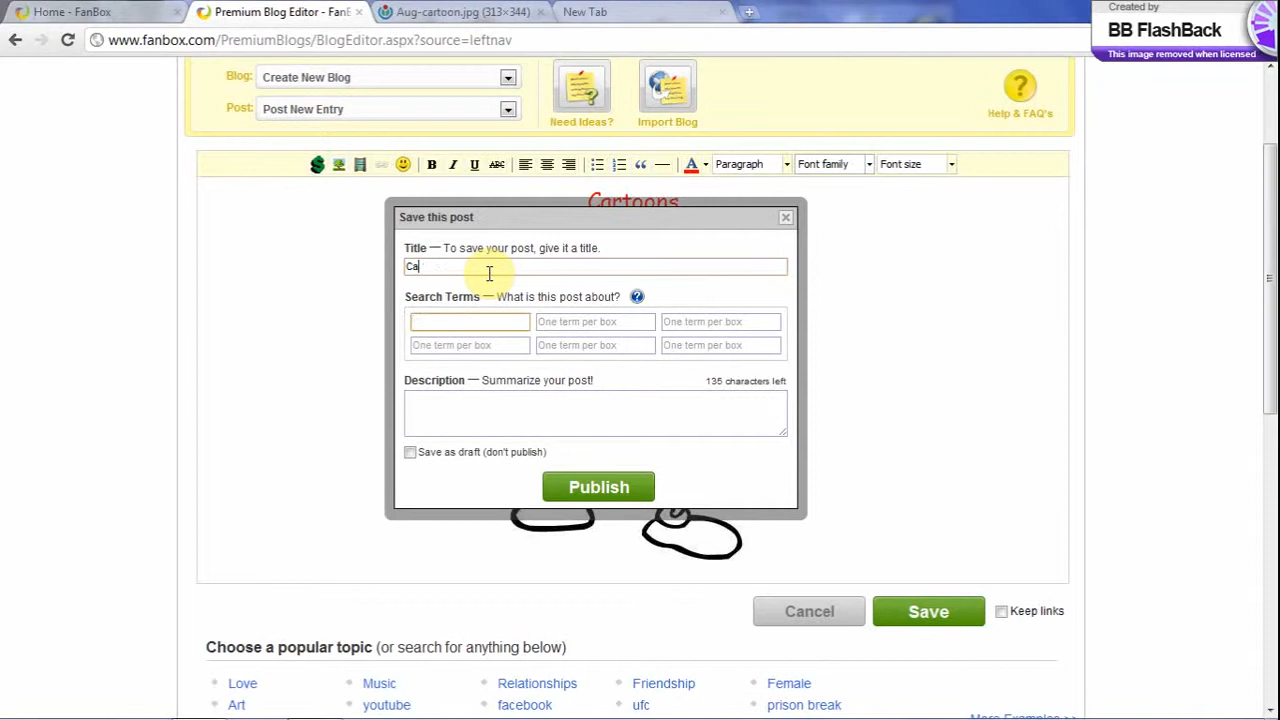 Home - FanBox
Premium Blog Editor - FanB
Aug-cartoon.jpg (313×344)
New Tab
Created by
BB FlashBack
This image removed when licensed
www.fanbox.com/PremiumBlogs/BlogEditor.aspx?source=leftnav
Blog: Create New Blog
Post: Post New Entry
Need Ideas?
Import Blog
Help & FAQ's
B I U ABC A Paragraph Font family Font size
Cartoons
Save this post
Title — To save your post, give it a title.
Ca
Search Terms — What is this post about?
One term per box One term per box
One term per box One term per box One term per box
Description — Summarize your post! 135 characters left
Save as draft (don't publish)
Publish
Cancel Save Keep links
Choose a popular topic (or search for anything below)
Love Music Relationships Friendship Female
Art youtube facebook ufc prison break
More Examples >>